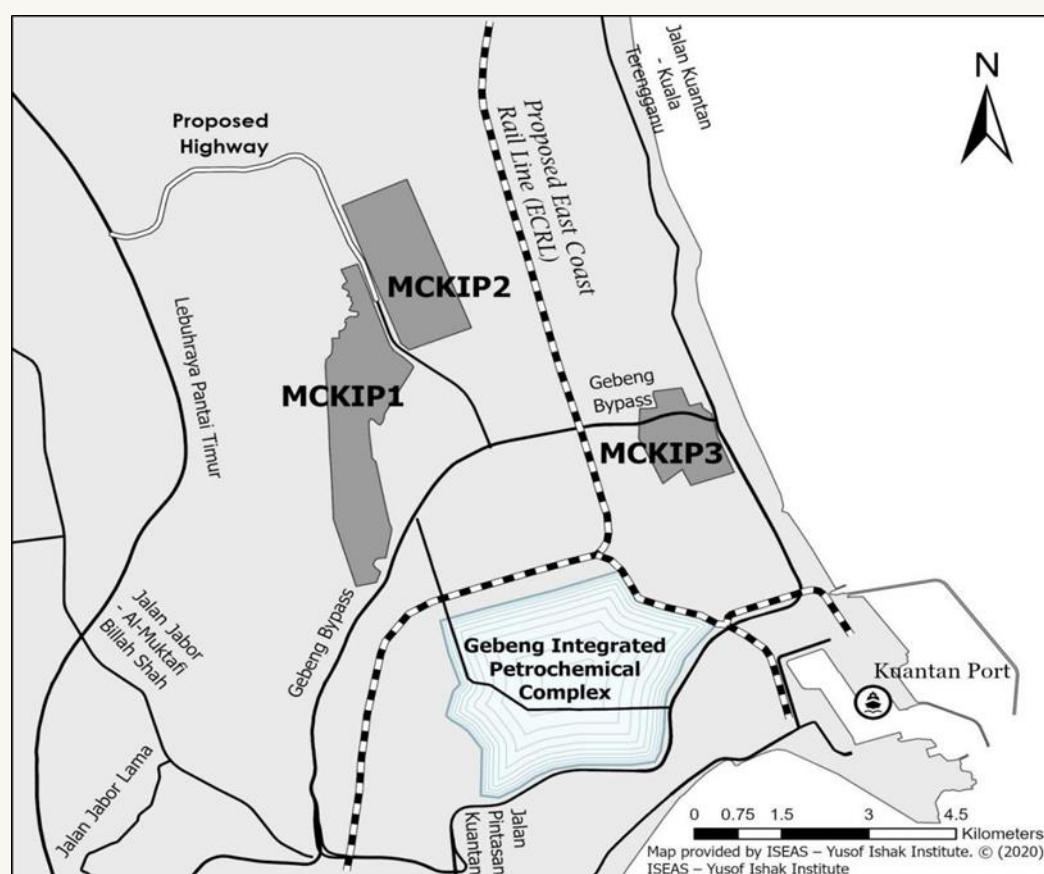 Jalan Kuantan
- Kuala
Terengganu
N
Proposed
Highway
Proposed East Coast
Rail Line (ECRL)
MCKIP2
Lebuhraya Pantai Timur
MCKIP1
Gebeng
Bypass
MCKIP3
Jalan Jabor
- Al-Muktafi
Billah Shah
Gebeng Bypass
Gebeng Integrated
Petrochemical
Complex
Kuantan Port
Jalan Jabor Lama
Jalan
Pintasan
Kuantan
0 0.75 1.5 3 4.5
Kilometers
Map provided by ISEAS – Yusof Ishak Institute. © (2020)
ISEAS – Yusof Ishak Institute